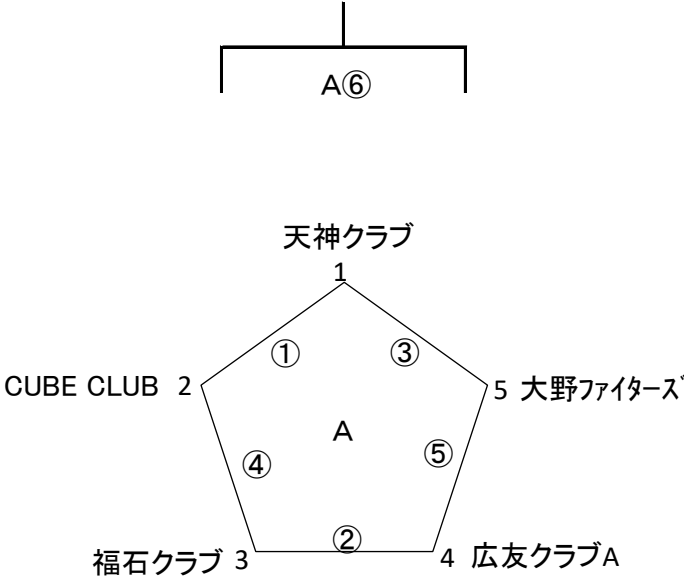 A⑥
天神クラブ
1
① ③
CUBE CLUB 2
5 大野ファイターズ
A
④ ⑤
②
福石クラブ 3
4 広友クラブA